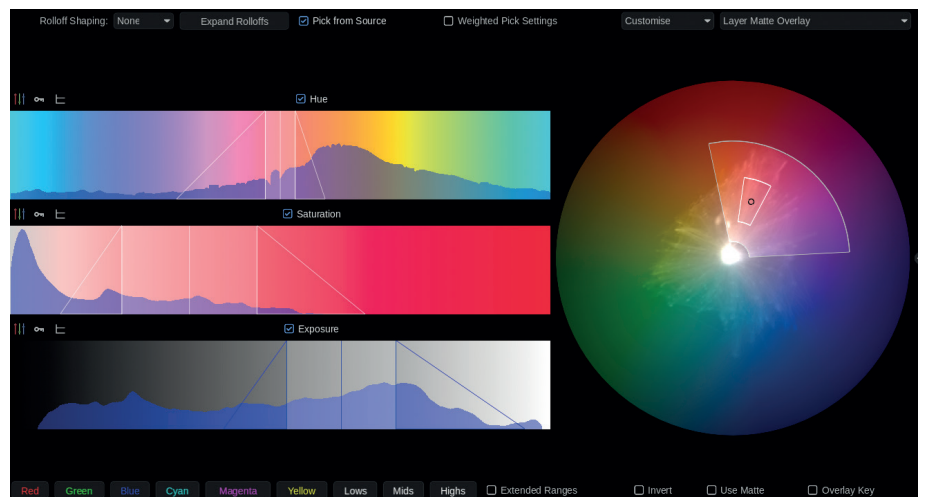 Rolloff Shaping: None Expand Rolloffs Pick from Source Weighted Pick Settings Customise Layer Matte Overlay
Hue
Saturation
Exposure
Red Green Blue Cyan Magenta Yellow Lows Mids Highs Extended Ranges Invert Use Matte Overlay Key